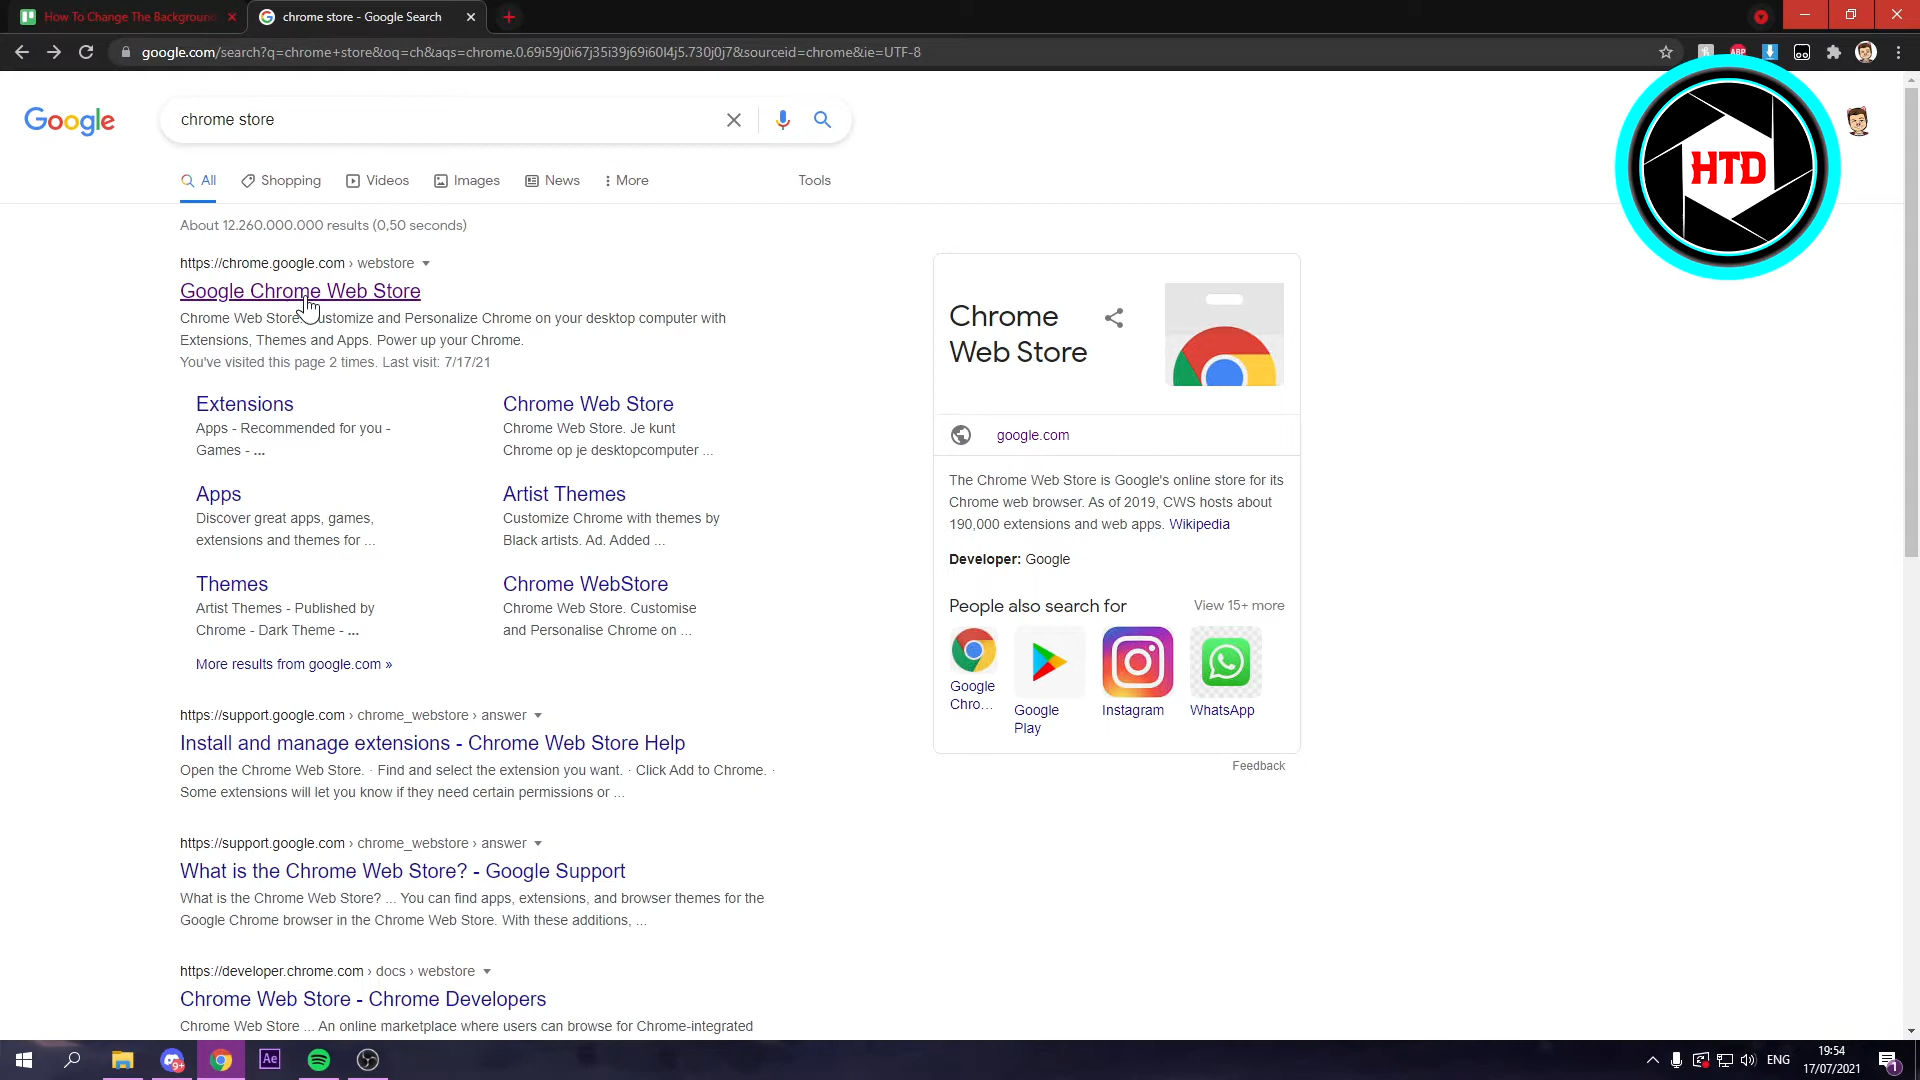 How To Change The Background
chrome store - Google Search
google.com/search?q=chrome+store&oq=ch&aqs=chrome.0.69i59j0i67j35i39j69i60l4j5.730j0j7&sourceid=chrome&ie=UTF-8
ABP
Google
chrome store
HTD
All
Shopping
Videos
Images
News
More
Tools
About 12.260.000.000 results (0,50 seconds)
https://chrome.google.com › webstore
Google Chrome Web Store
Chrome Web Store. Customize and Personalize Chrome on your desktop computer with
Extensions, Themes and Apps. Power up your Chrome.
You've visited this page 2 times. Last visit: 7/17/21
Extensions
Apps - Recommended for you -
Games - ...
Chrome Web Store
Chrome Web Store. Je kunt
Chrome op je desktopcomputer ...
Apps
Discover great apps, games,
extensions and themes for ...
Artist Themes
Customize Chrome with themes by
Black artists. Ad. Added ...
Themes
Artist Themes - Published by
Chrome - Dark Theme - ...
Chrome WebStore
Chrome Web Store. Customise
and Personalise Chrome on ...
More results from google.com »
https://support.google.com › chrome_webstore › answer
Install and manage extensions - Chrome Web Store Help
Open the Chrome Web Store. · Find and select the extension you want. · Click Add to Chrome. ·
Some extensions will let you know if they need certain permissions or ...
https://support.google.com › chrome_webstore › answer
What is the Chrome Web Store? - Google Support
What is the Chrome Web Store? ... You can find apps, extensions, and browser themes for the
Google Chrome browser in the Chrome Web Store. With these additions, ...
https://developer.chrome.com › docs › webstore
Chrome Web Store - Chrome Developers
Chrome Web Store ... An online marketplace where users can browse for Chrome-integrated
Chrome
Web Store
google.com
The Chrome Web Store is Google's online store for its
Chrome web browser. As of 2019, CWS hosts about
190,000 extensions and web apps. Wikipedia
Developer: Google
People also search for
View 15+ more
Google
Chro...
Google
Play
Instagram
WhatsApp
Feedback
9+
Ae
ENG
19:54
17/07/2021
1